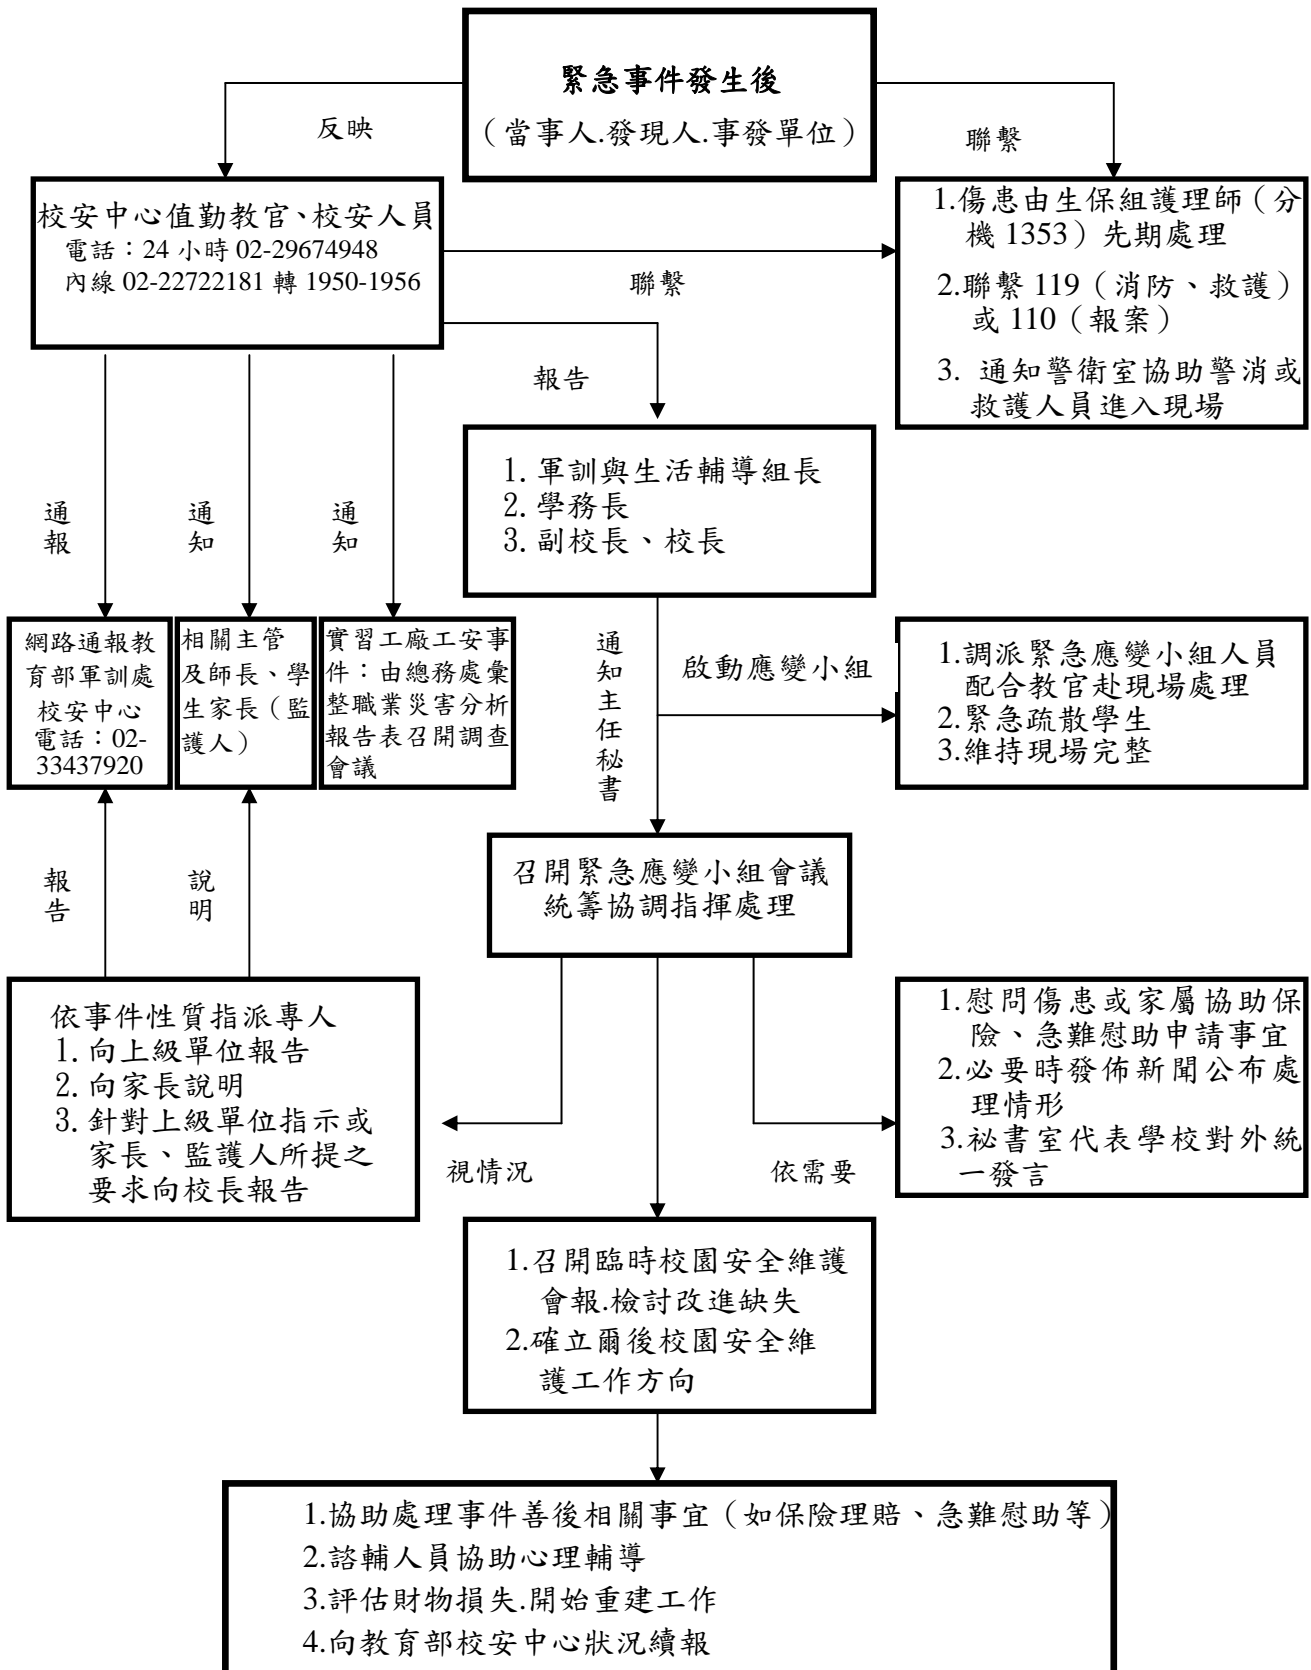 緊急事件發生後
（當事人.發現人.事發單位）
反映
聯繫
校安中心值勤教官、校安人員
電話：24 小時 02-29674948
內線 02-22722181 轉 1950-1956
聯繫
1.傷患由生保組護理師（分
機 1353）先期處理
2.聯繫 119（消防、救護）
或 110（報案）
3. 通知警衛室協助警消或
救護人員進入現場
報告
1. 軍訓與生活輔導組長
2. 學務長
3. 副校長、校長
通報
通知
通知
網路通報教
育部軍訓處
校安中心
電話：02-
33437920
相關主管
及師長、學
生家長（監
護人）
實習工廠工安事
件：由總務處彙
整職業災害分析
報告表召開調查
會議
通知主任秘書
啟動應變小組
1.調派緊急應變小組人員
配合教官赴現場處理
2.緊急疏散學生
3.維持現場完整
報告
說明
召開緊急應變小組會議
統籌協調指揮處理
依事件性質指派專人
1. 向上級單位報告
2. 向家長說明
3. 針對上級單位指示或
家長、監護人所提之
要求向校長報告
視情況
依需要
1.慰問傷患或家屬協助保
險、急難慰助申請事宜
2.必要時發佈新聞公布處
理情形
3.祕書室代表學校對外統
一發言
1.召開臨時校園安全維護
會報.檢討改進缺失
2.確立爾後校園安全維
護工作方向
1.協助處理事件善後相關事宜（如保險理賠、急難慰助等）
2.諮輔人員協助心理輔導
3.評估財物損失.開始重建工作
4.向教育部校安中心狀況續報